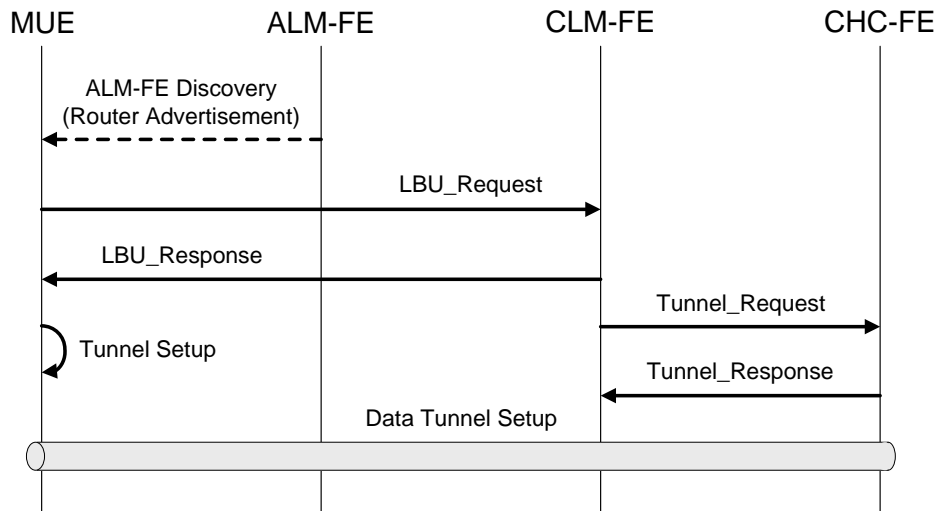 MUE
ALM-FE
CLM-FE
CHC-FE
ALM-FE Discovery
(Router Advertisement)
LBU_Request
LBU_Response
Tunnel_Request
Tunnel Setup
Tunnel_Response
Data Tunnel Setup